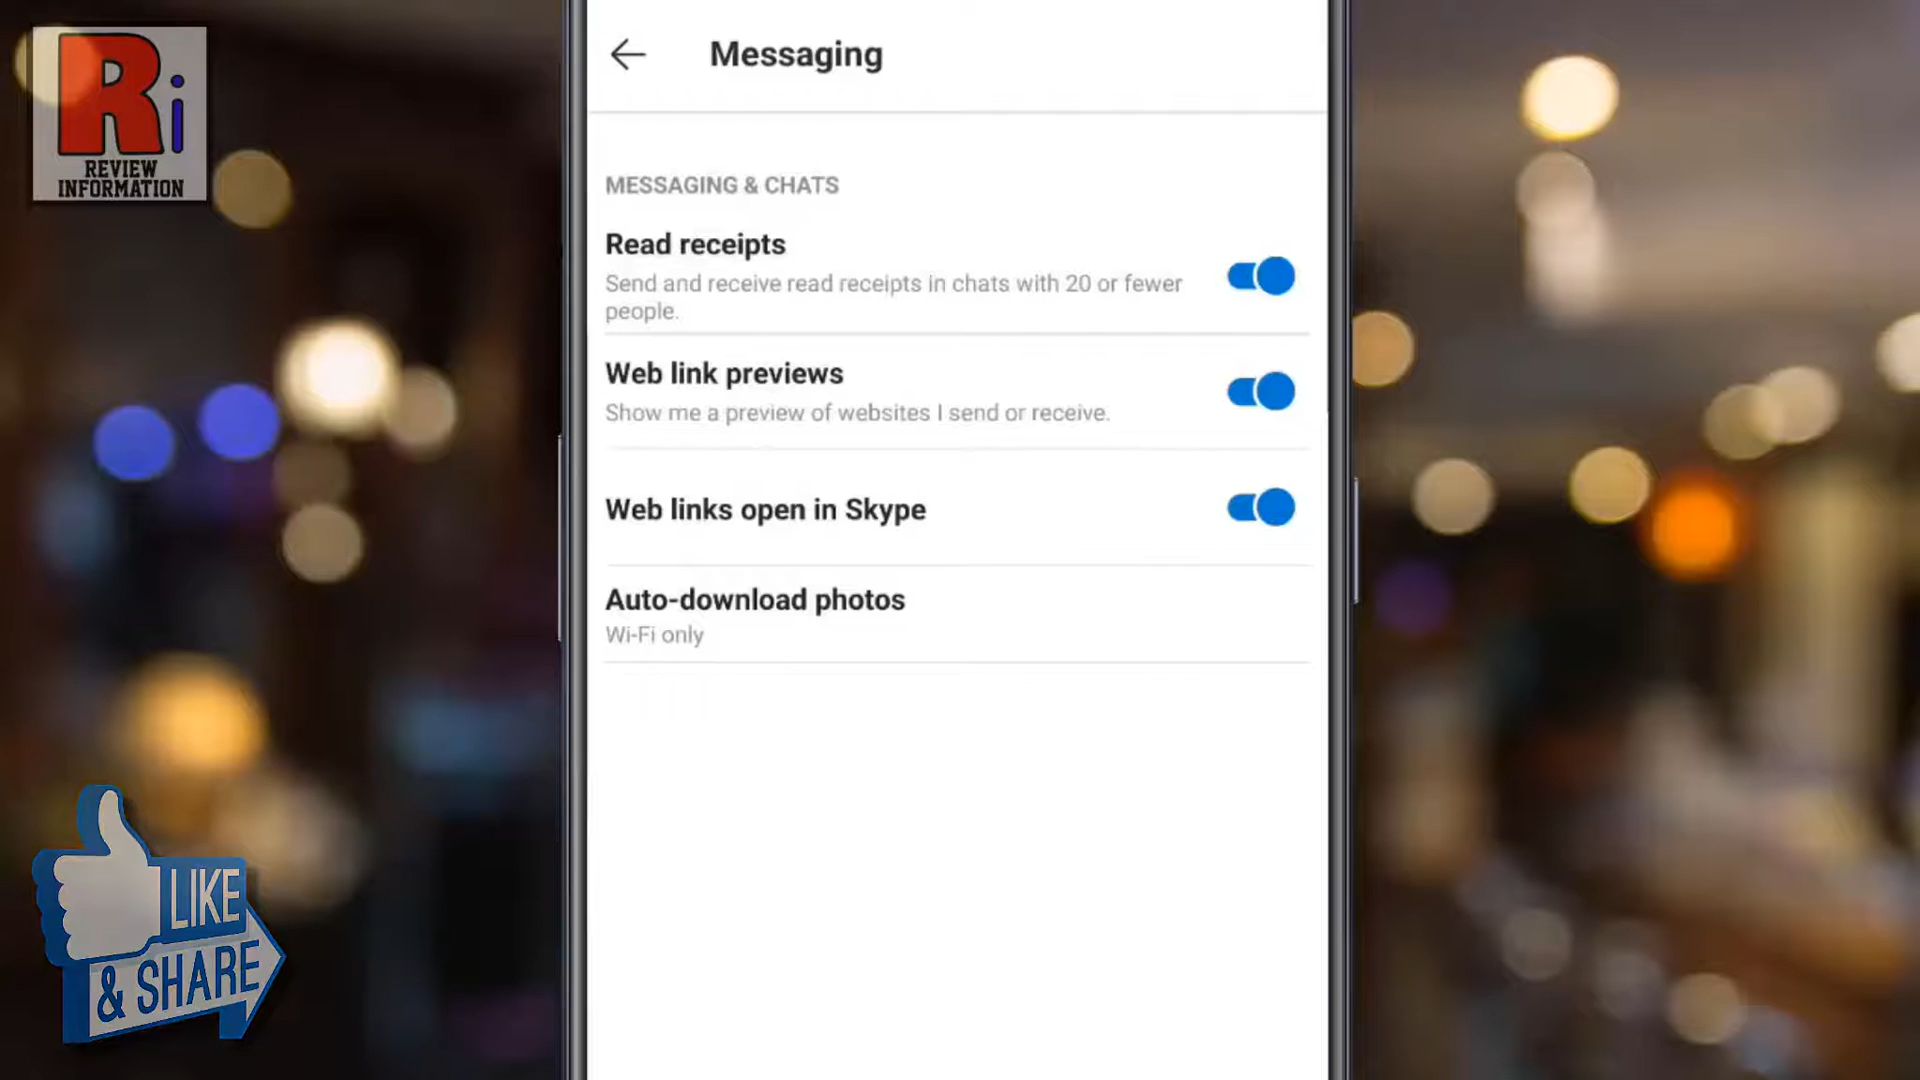 Ri
REVIEW
INFORMATION
Messaging
MESSAGING & CHATS
Read receipts
Send and receive read receipts in chats with 20 or fewer
people.
Web link previews
Show me a preview of websites I send or receive.
Web links open in Skype
Auto-download photos
Wi-Fi only
LIKE
& SHARE